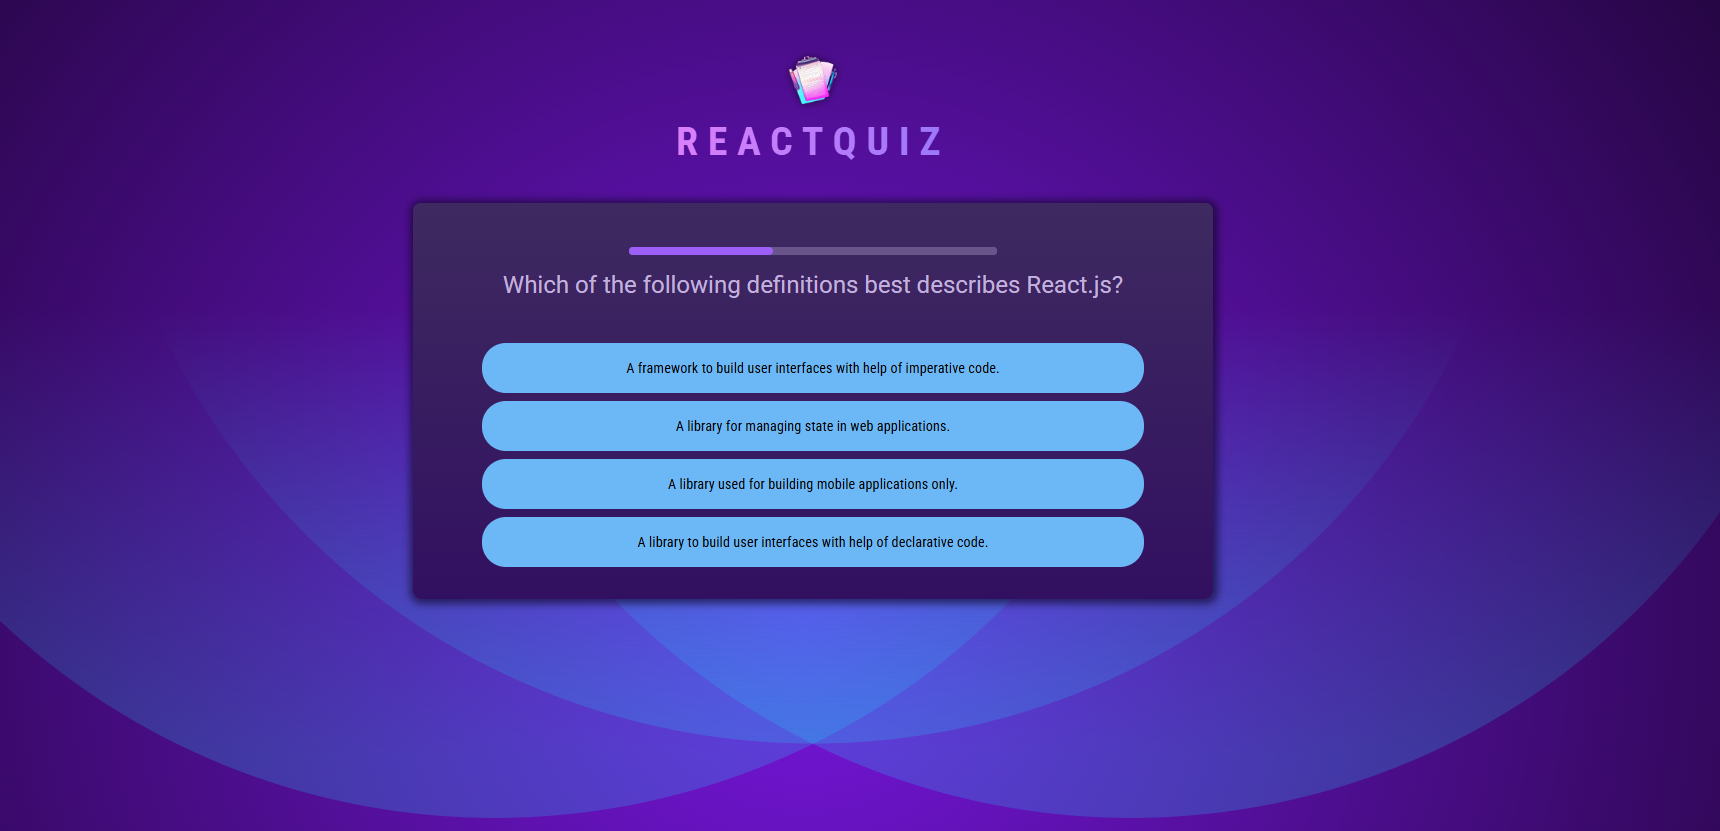 REACTQUIZ
Which of the following definitions best describes React.js?
A framework to build user interfaces with help of imperative code.
A library for managing state in web applications.
A library used for building mobile applications only.
A library to build user interfaces with help of declarative code.